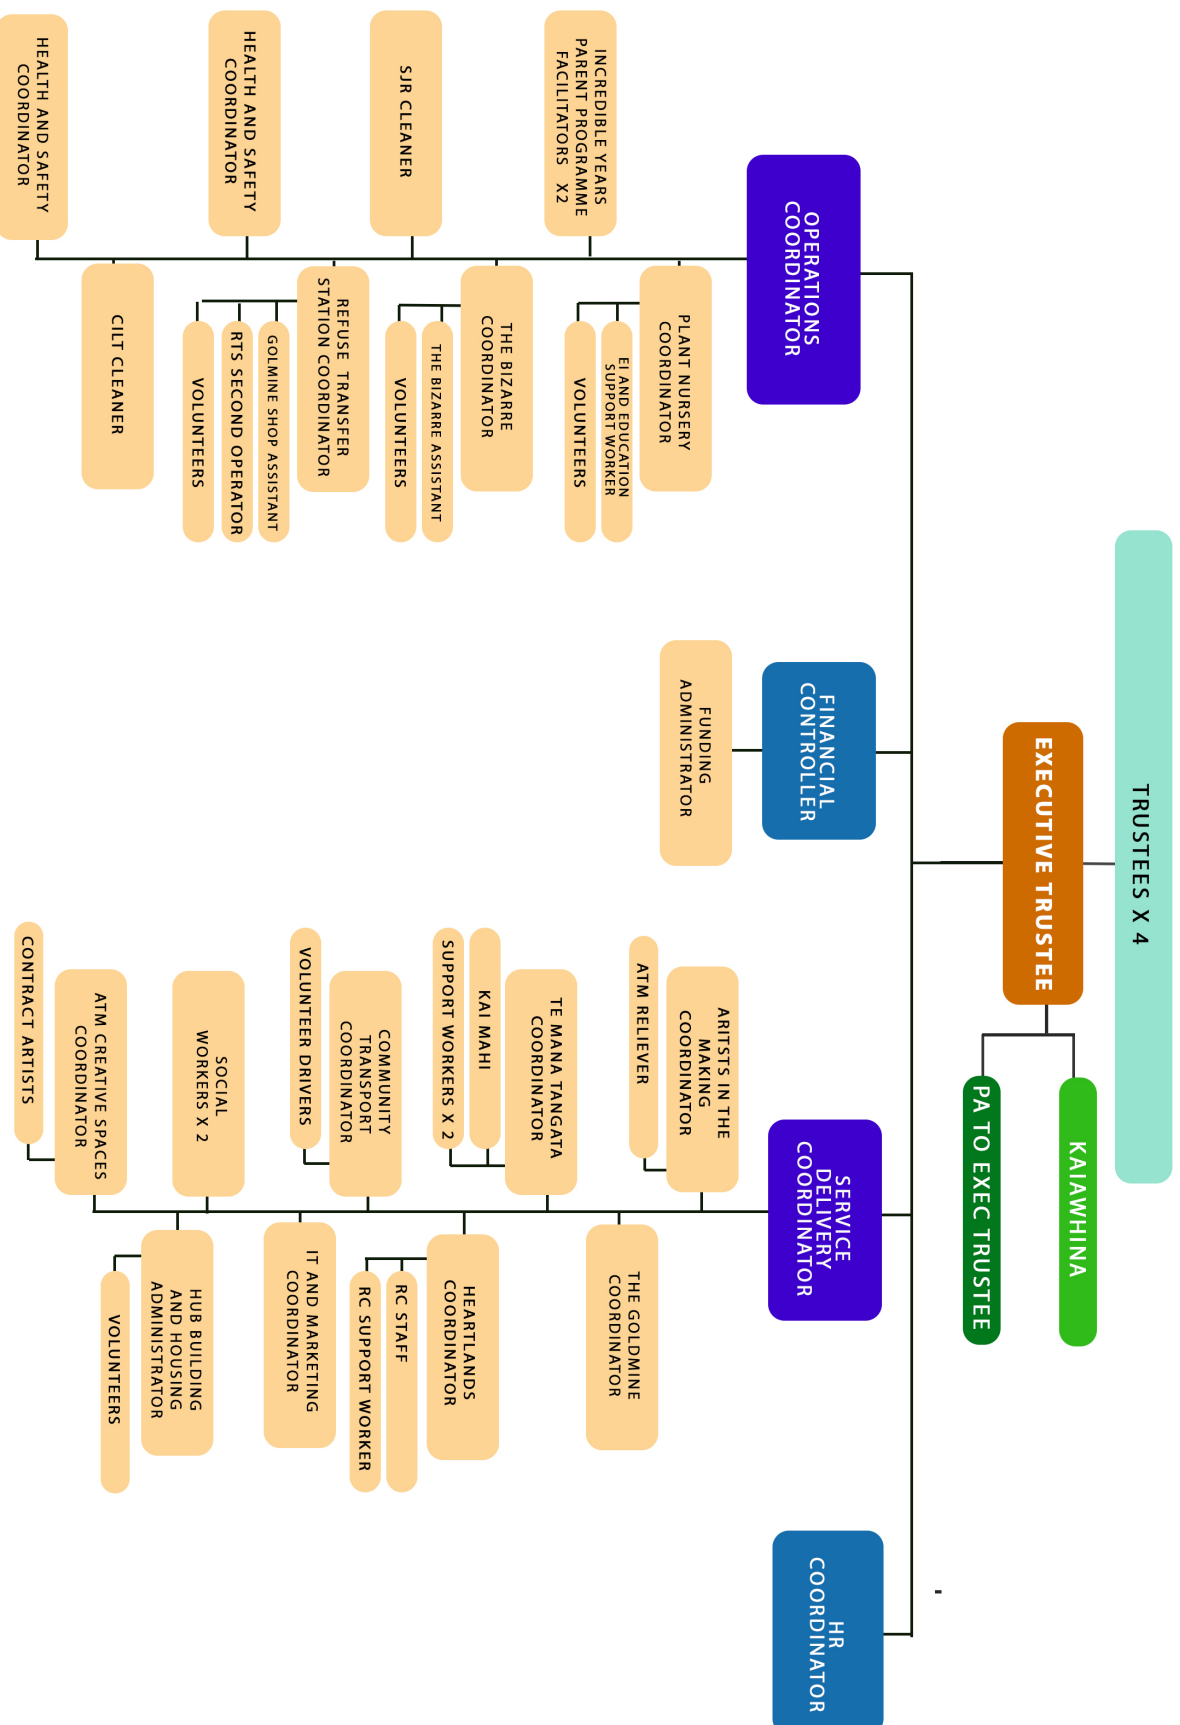 TRUSTEES X 4
EXECUTIVE TRUSTEE
KAIAWHINA
PA TO EXEC TRUSTEE
OPERATIONS
COORDINATOR
FINANCIAL
CONTROLLER
SERVICE
DELIVERY
COORDINATOR
HR
COORDINATOR
-
INCREDIBLE YEARS
PARENT PROGRAMME
FACILITATORS X2
PLANT NURSERY
COORDINATOR
EI AND EDUCATION
SUPPORT WORKER
VOLUNTEERS
SJR CLEANER
THE BIZARRE
COORDINATOR
THE BIZARRE ASSISTANT
VOLUNTEERS
HEALTH AND SAFETY
COORDINATOR
REFUSE TRANSFER
STATION COORDINATOR
GOLMINE SHOP ASSISTANT
RTS SECOND OPERATOR
VOLUNTEERS
HEALTH AND SAFETY
COORDINATOR
CILT CLEANER
FUNDING
ADMINISTRATOR
ARITSTS IN THE
MAKING
COORDINATOR
ATM RELIEVER
THE GOLDMINE
COORDINATOR
TE MANA TANGATA
COORDINATOR
KAI MAHI
SUPPORT WORKERS X 2
HEARTLANDS
COORDINATOR
RC STAFF
RC SUPPORT WORKER
COMMUNITY
TRANSPORT
COORDINATOR
VOLUNTEER DRIVERS
IT AND MARKETING
COORDINATOR
SOCIAL
WORKERS X 2
HUB BUILDING
AND HOUSING
ADMINISTRATOR
VOLUNTEERS
ATM CREATIVE SPACES
COORDINATOR
CONTRACT ARTISTS